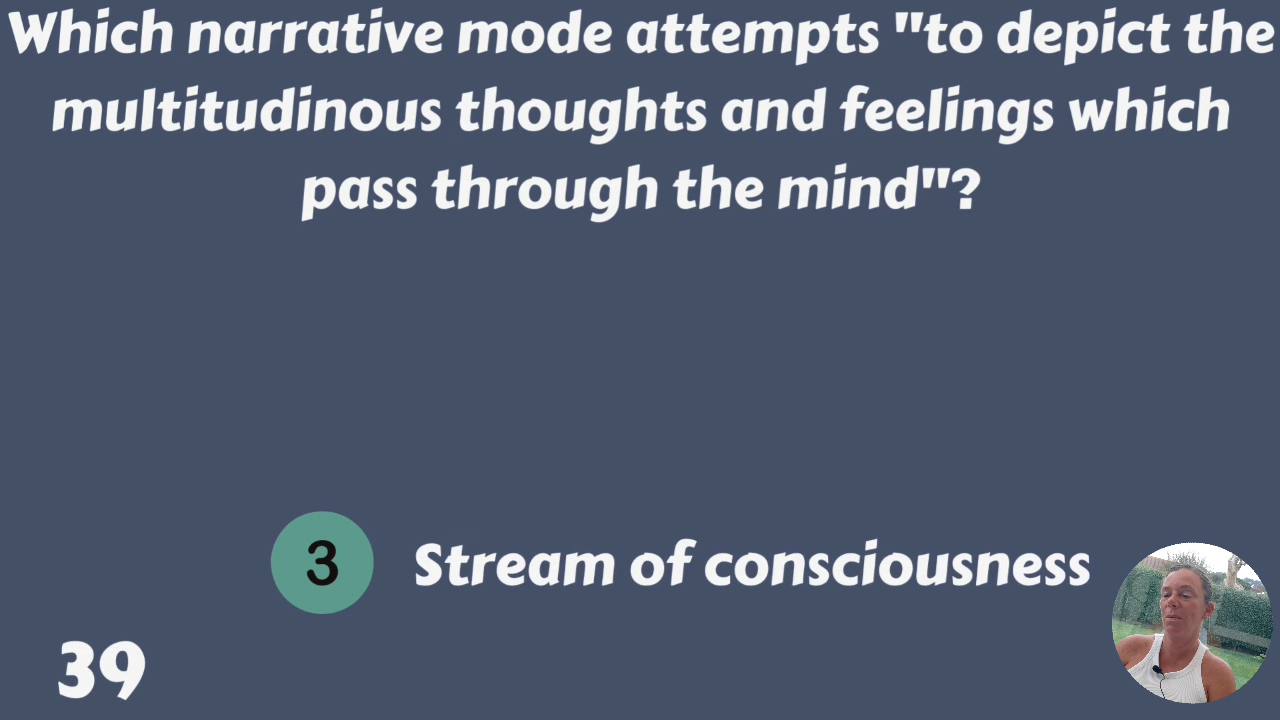 Which narrative mode attempts "to depict the
multitudinous thoughts and feelings which
pass through the mind"?
3 Stream of consciousness
39